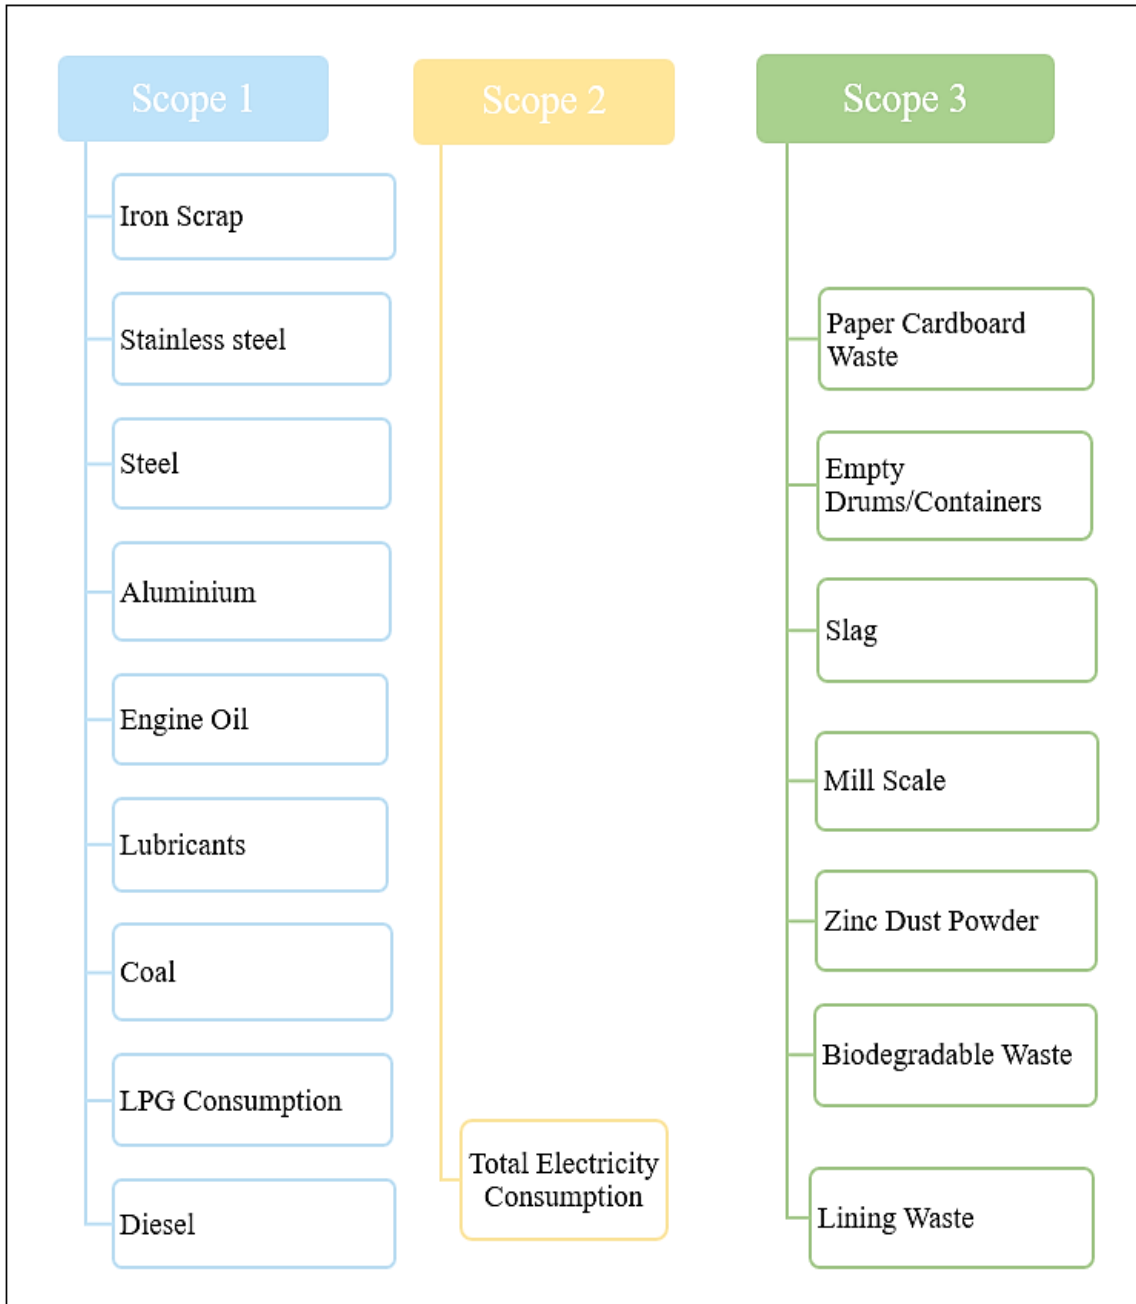 Scope 1
Iron Scrap
Stainless steel
Steel
Aluminium
Engine Oil
Lubricants
Coal
LPG Consumption
Diesel
Scope 2
Total Electricity
Consumption
Scope 3
Paper Cardboard
Waste
Empty
Drums/Containers
Slag
Mill Scale
Zinc Dust Powder
Biodegradable Waste
Lining Waste